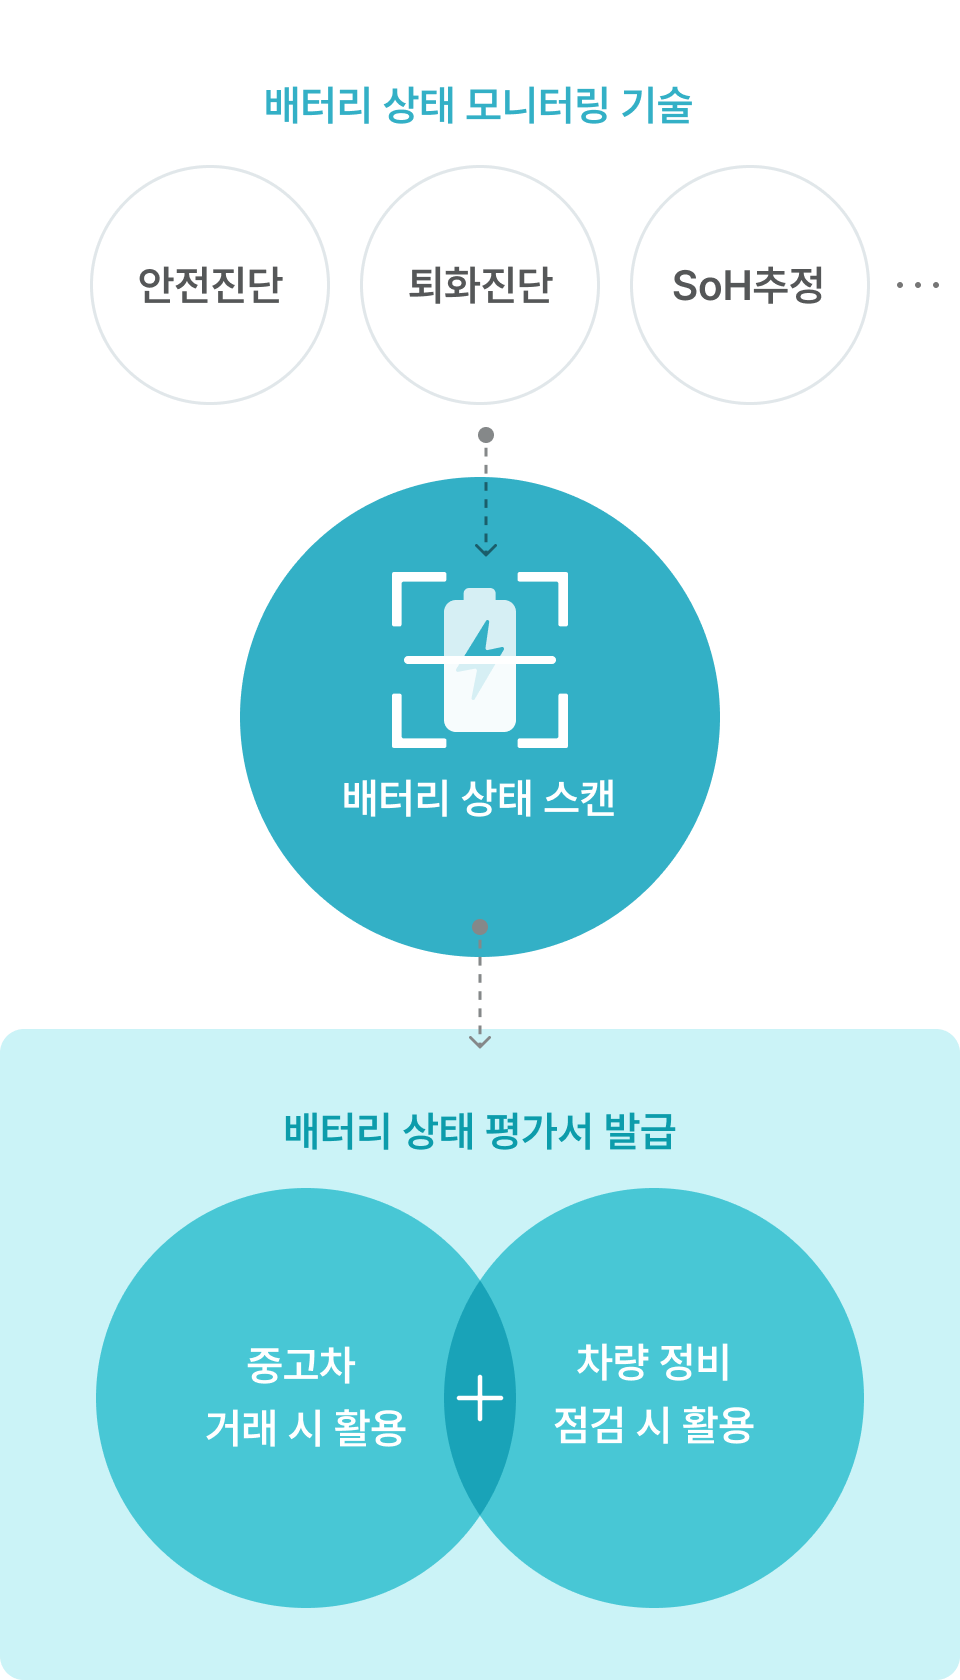 배터리 상태 모니터링 기술
안전진단
퇴화진단
SoH추정
···
배터리 상태 스캔
배터리 상태 평가서 발급
중고차
거래 시 활용
+
차량 정비
점검 시 활용